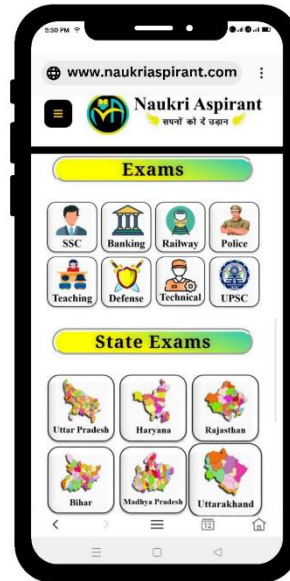 5:30 PM
www.naukriaspirant.com
Naukri Aspirant
सपनों को दें उड़ान
Exams
SSC Banking Railway Police
Teaching Defense Technical UPSC
State Exams
Uttar Pradesh Haryana Rajasthan
Bihar Madhya Pradesh Uttarakhand
12